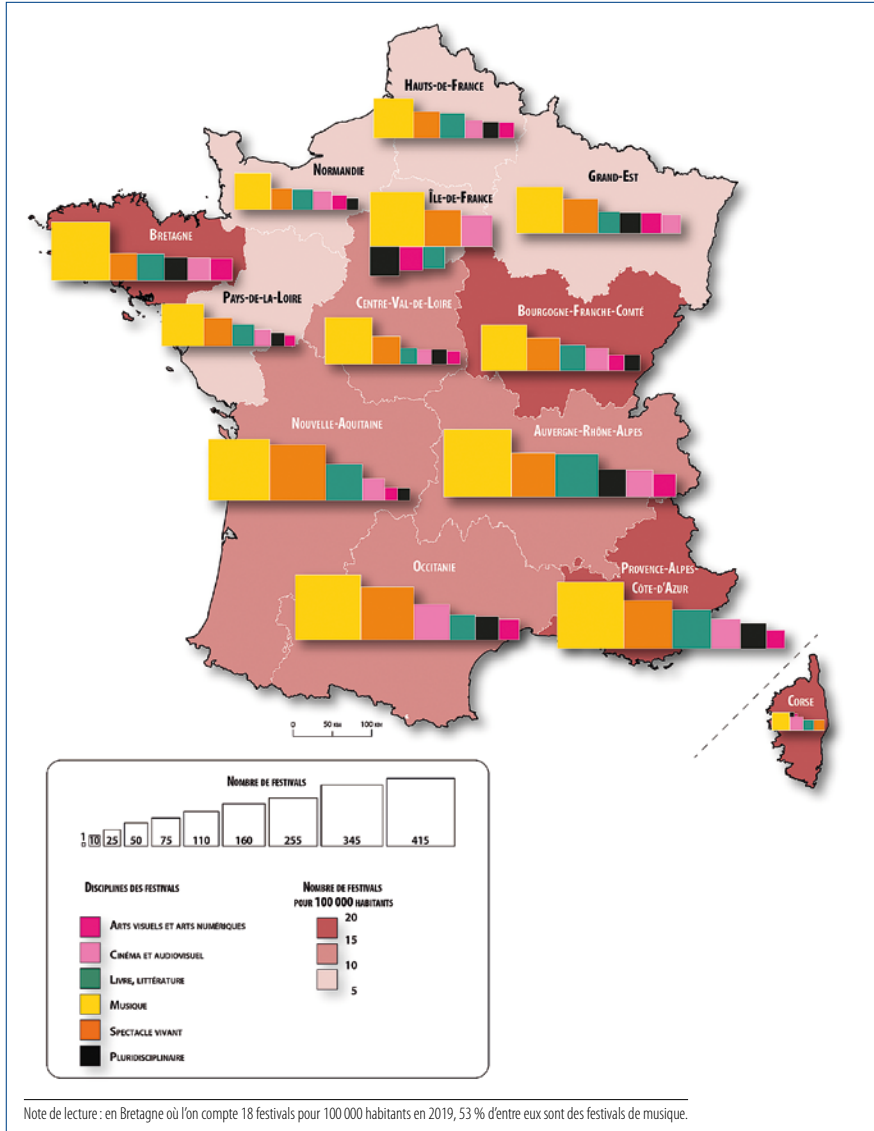 Hauts-de-France
Normandie
Île-de-France
Grand-Est
Bretagne
Pays-de-la-Loire
Centre-Val-de-Loire
Bourgogne-Franche-Comté
Nouvelle-Aquitaine
Auvergne-Rhône-Alpes
Occitanie
Provence-Alpes-
Côte-d'Azur
Corse
0 50 km 100 km
Nombre de festivals
1 10 25 50 75 110 160 255 345 415
Disciplines des festivals
Arts visuels et arts numériques
Cinéma et audiovisuel
Livre, littérature
Musique
Spectacle vivant
Pluridisciplinaire
Nombre de festivals
pour 100 000 habitants
20
15
10
5
Note de lecture : en Bretagne où l'on compte 18 festivals pour 100 000 habitants en 2019, 53 % d'entre eux sont des festivals de musique.